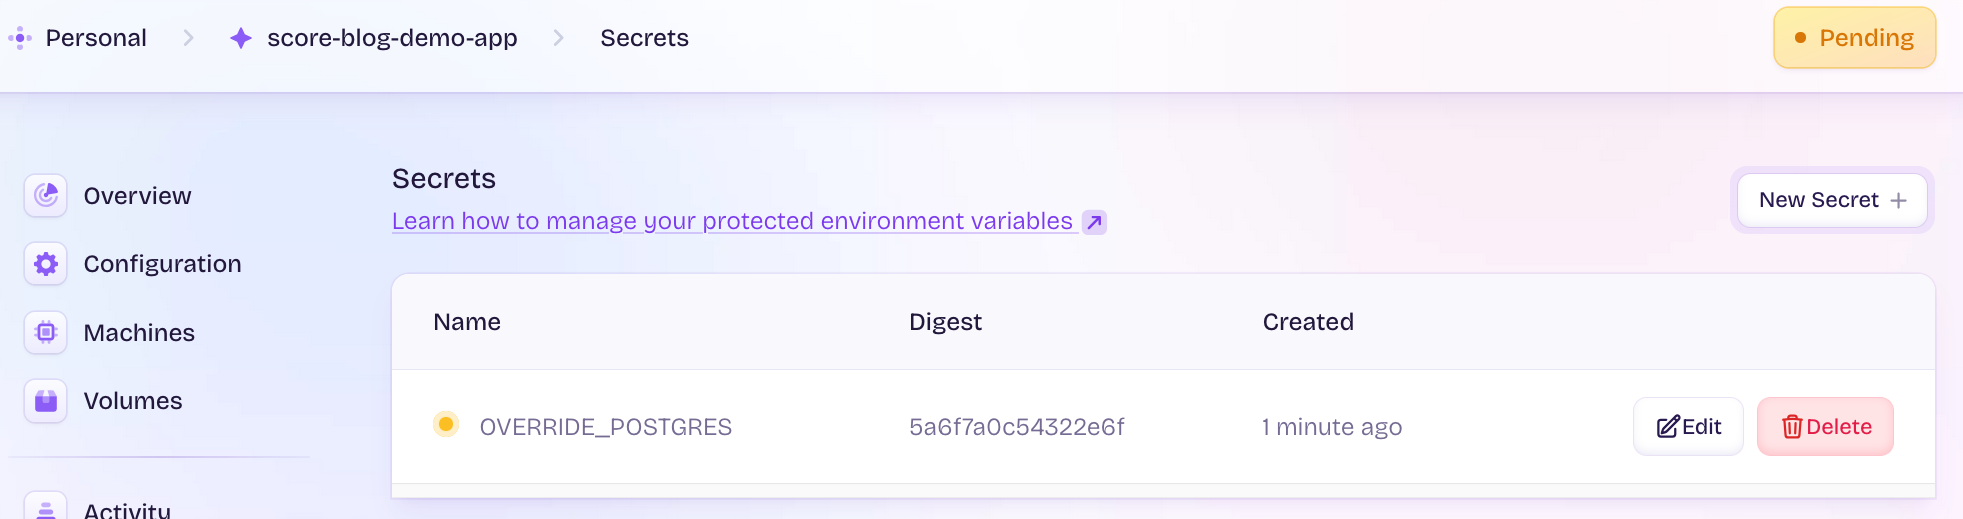 Personal
score-blog-demo-app
Secrets
Pending
Overview
Configuration
Machines
Volumes
Activity
Secrets
Learn how to manage your protected environment variables
New Secret
Name Digest Created
OVERRIDE_POSTGRES 5a6f7a0c54322e6f 1 minute ago Edit Delete